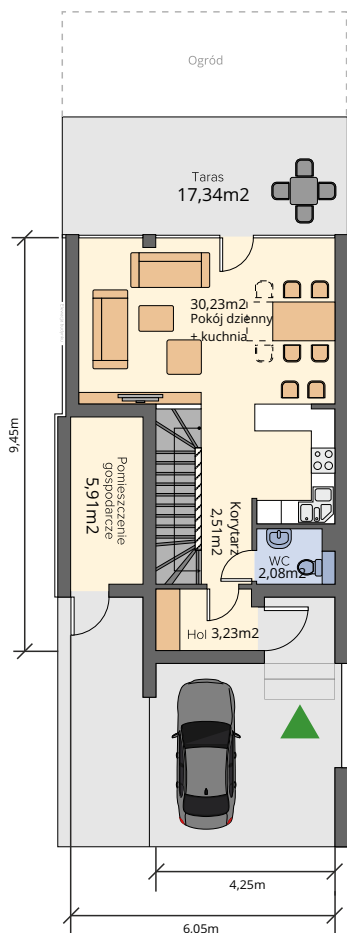 Ogród
Taras
17,34m2
30,23m2
Pokój dzienny
+ kuchnia
9,45m
Pomieszczenie
gospodarcze
5,91m2
Korytarz
2,51m2
WC
2,08m2
Hol 3,23m2
4,25m
6,05m